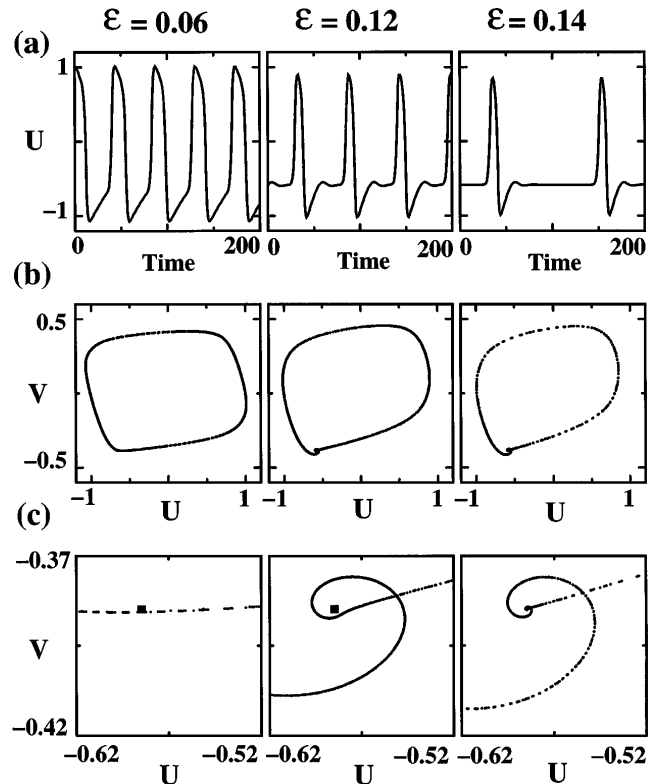 ε = 0.06 ε = 0.12 ε = 0.14
(a)
1
U
−1
0 200 0 200 0 200
Time Time Time
(b)
0.5
V
−0.5
−1 1 −1 1 −1 1
U U U
(c)
−0.37
V
−0.42
−0.62 −0.52 −0.62 −0.52 −0.62 −0.52
U U U